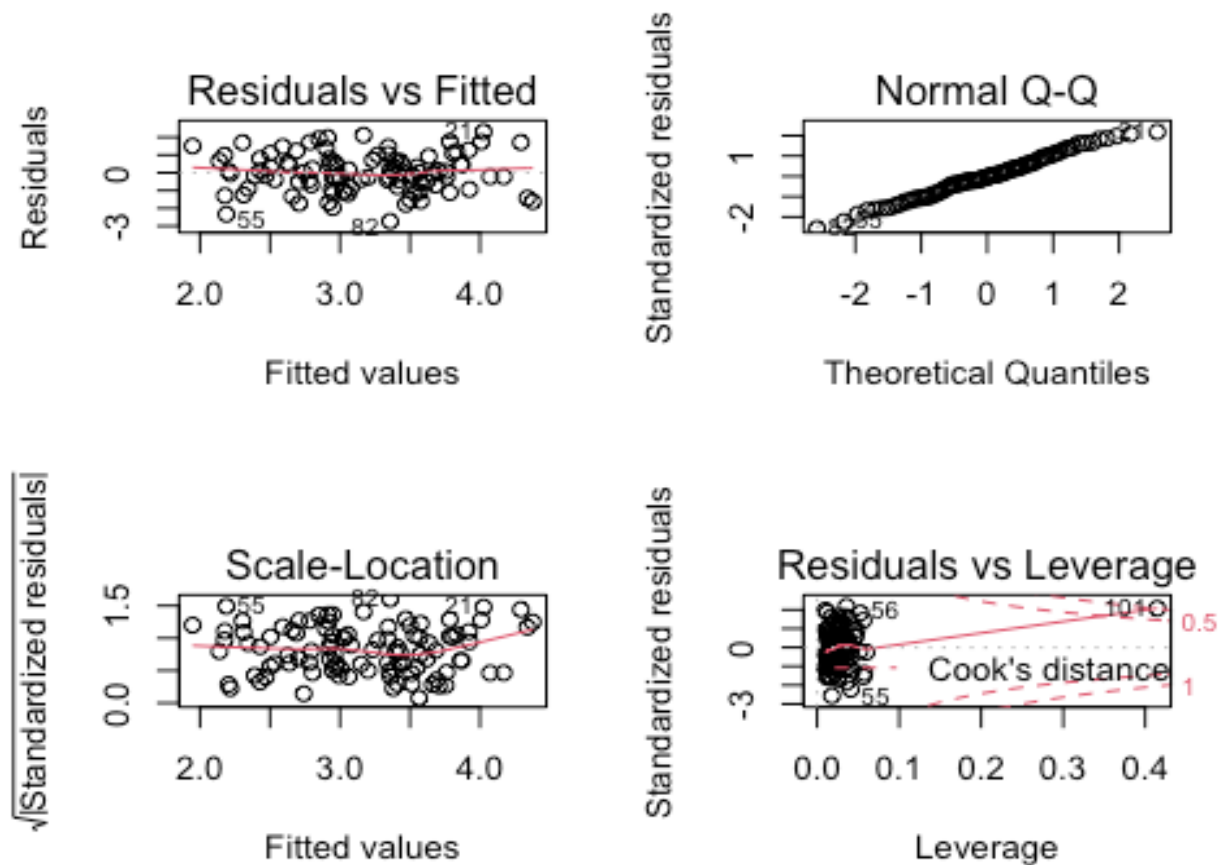 Residuals vs Fitted
Residuals
0
-3
21
55
82
2.0 3.0 4.0
Fitted values
Normal Q-Q
Standardized residuals
1
-2
-2 -1 0 1 2
Theoretical Quantiles
Scale-Location
√|Standardized residuals|
1.5
0.0
55
82
21
2.0 3.0 4.0
Fitted values
Residuals vs Leverage
Standardized residuals
0
-3
56
101
0.5
Cook's distance
55
1
0.0 0.1 0.2 0.3 0.4
Leverage